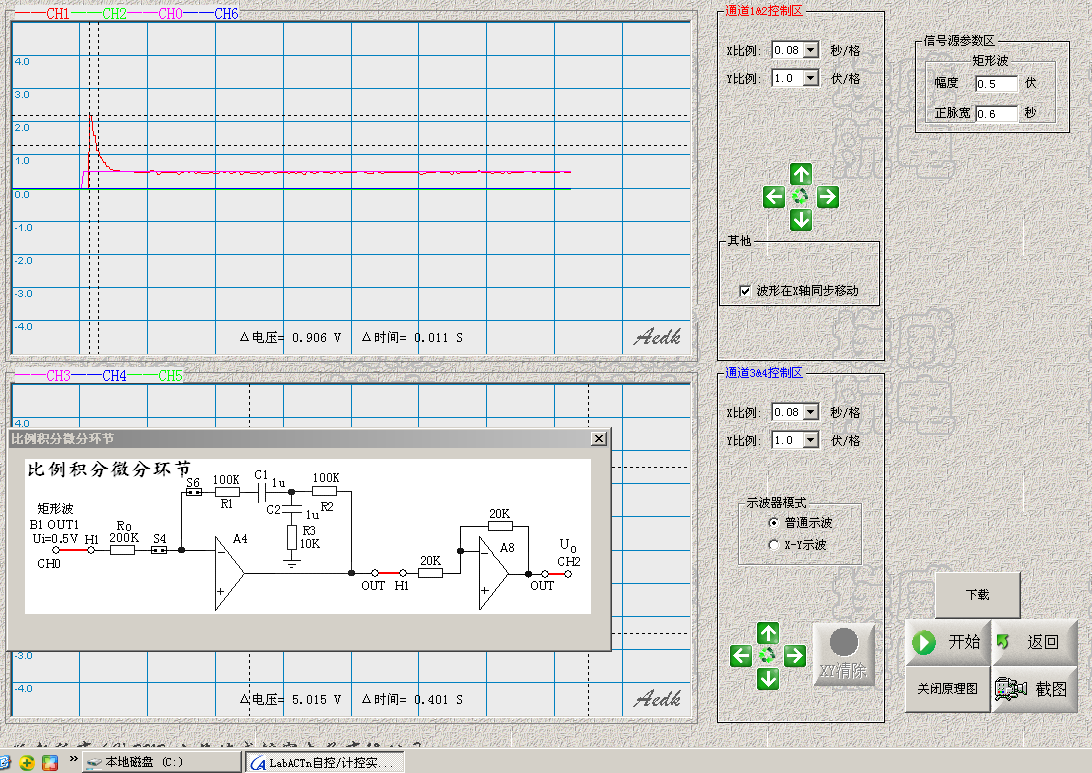 CH1 CH2 CH0 CH6
4.0
3.0
2.0
1.0
0.0
-1.0
-2.0
-3.0
-4.0
△电压= 0.906 V △时间= 0.011 S
Aedk
通道1&2控制区
X比例: 0.08 秒/格
Y比例: 1.0 伏/格
其他
波形在X轴同步移动
信号源参数区
矩形波
幅度 0.5 伏
正脉宽 0.6 秒
CH3 CH4 CH5
4.0
比例积分微分环节
比例积分微分环节
矩形波
B1 OUT1
Ui=0.5V
CH0
H1
R0
200K
S4
S6
100K
R1
C1
1u
100K
R2
C2
1u
R3
10K
A4
OUT H1
20K
20K
A8
Uo
CH2
OUT
-3.0
-4.0
△电压= 5.015 V △时间= 0.401 S
Aedk
通道3&4控制区
X比例: 0.08 秒/格
Y比例: 1.0 伏/格
示波器模式
普通示波
X-Y示波
XY清除
下载
开始
返回
关闭原理图
截图
本地磁盘 (C:)
LabACTn自控/计控实...